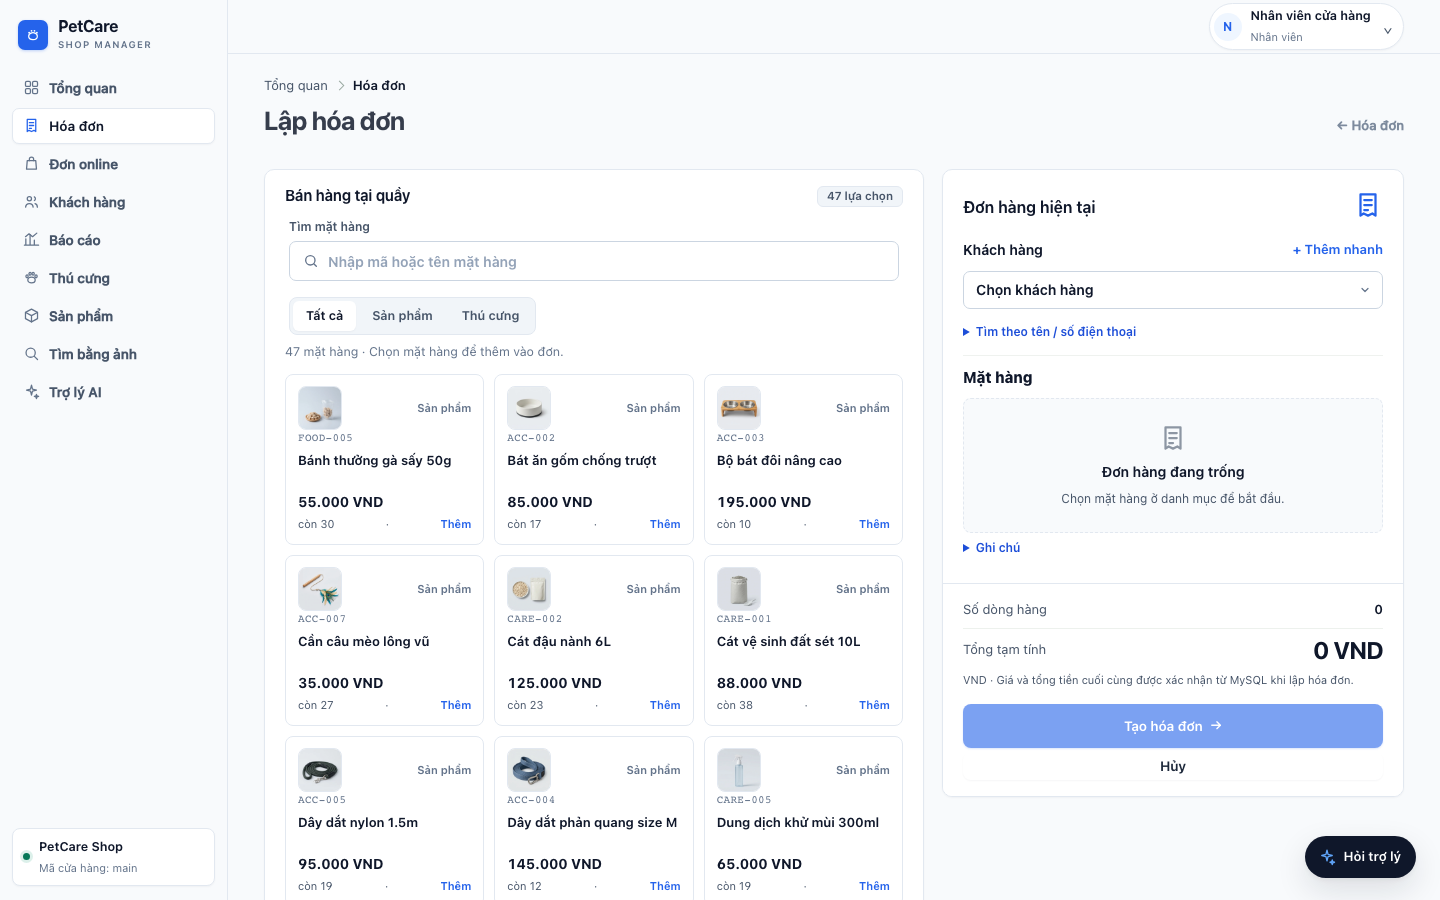 PetCare
SHOP MANAGER
Tổng quan
Hóa đơn
Đơn online
Khách hàng
Báo cáo
Thú cưng
Sản phẩm
Tìm bằng ảnh
Trợ lý AI
PetCare Shop
Mã cửa hàng: main
N
Nhân viên cửa hàng
Nhân viên
Tổng quan > Hóa đơn
Lập hóa đơn
← Hóa đơn
Bán hàng tại quầy
47 lựa chọn
Tìm mặt hàng
Nhập mã hoặc tên mặt hàng
Tất cả Sản phẩm Thú cưng
47 mặt hàng · Chọn mặt hàng để thêm vào đơn.
Sản phẩm
FOOD-005
Bánh thưởng gà sấy 50g
55.000 VND
còn 30 · Thêm
Sản phẩm
ACC-002
Bát ăn gốm chống trượt
85.000 VND
còn 17 · Thêm
Sản phẩm
ACC-003
Bộ bát đôi nâng cao
195.000 VND
còn 10 · Thêm
Sản phẩm
ACC-007
Cần câu mèo lông vũ
35.000 VND
còn 27 · Thêm
Sản phẩm
CARE-002
Cát đậu nành 6L
125.000 VND
còn 23 · Thêm
Sản phẩm
CARE-001
Cát vệ sinh đất sét 10L
88.000 VND
còn 38 · Thêm
Sản phẩm
ACC-005
Dây dắt nylon 1.5m
95.000 VND
còn 19 · Thêm
Sản phẩm
ACC-004
Dây dắt phản quang size M
145.000 VND
còn 12 · Thêm
Sản phẩm
CARE-005
Dung dịch khử mùi 300ml
65.000 VND
còn 19 · Thêm
Đơn hàng hiện tại
Khách hàng
+ Thêm nhanh
Chọn khách hàng
Tìm theo tên / số điện thoại
Mặt hàng
Đơn hàng đang trống
Chọn mặt hàng ở danh mục để bắt đầu.
Ghi chú
Số dòng hàng 0
Tổng tạm tính 0 VND
VND · Giá và tổng tiền cuối cùng được xác nhận từ MySQL khi lập hóa đơn.
Tạo hóa đơn →
Hủy
Hỏi trợ lý